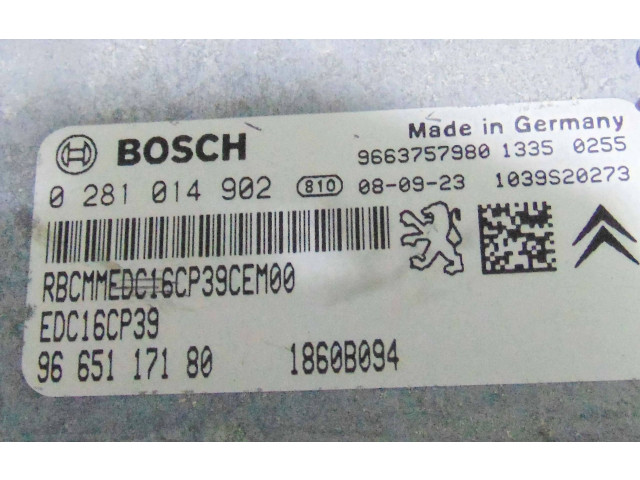 BOSCH
Made in Germany
9663757980 1335 0255
0 281 014 902 810 08-09-23 1039S20273
RBCMMEDC16CP39CEM00
EDC16CP39
96 651 171 80 1860B094